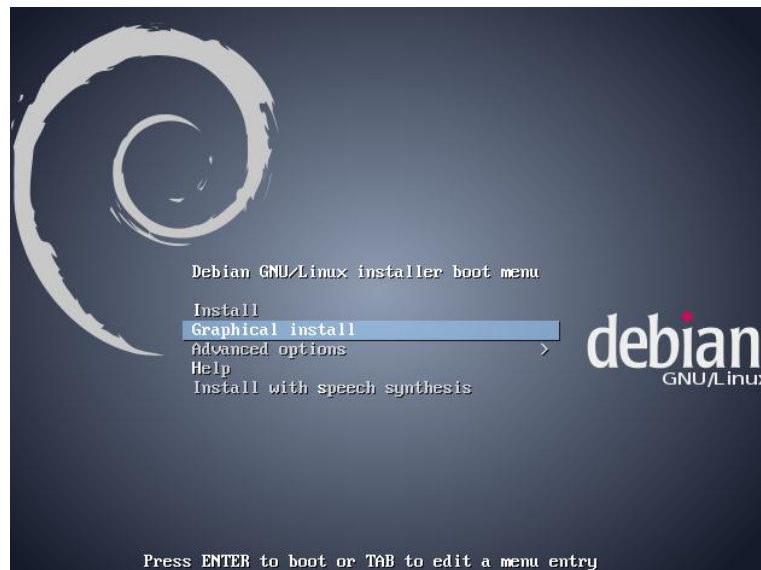 Debian GNU/Linux installer boot menu
Install
Graphical install
Advanced options >
Help
Install with speech synthesis
debian
GNU/Linux
Press ENTER to boot or TAB to edit a menu entry